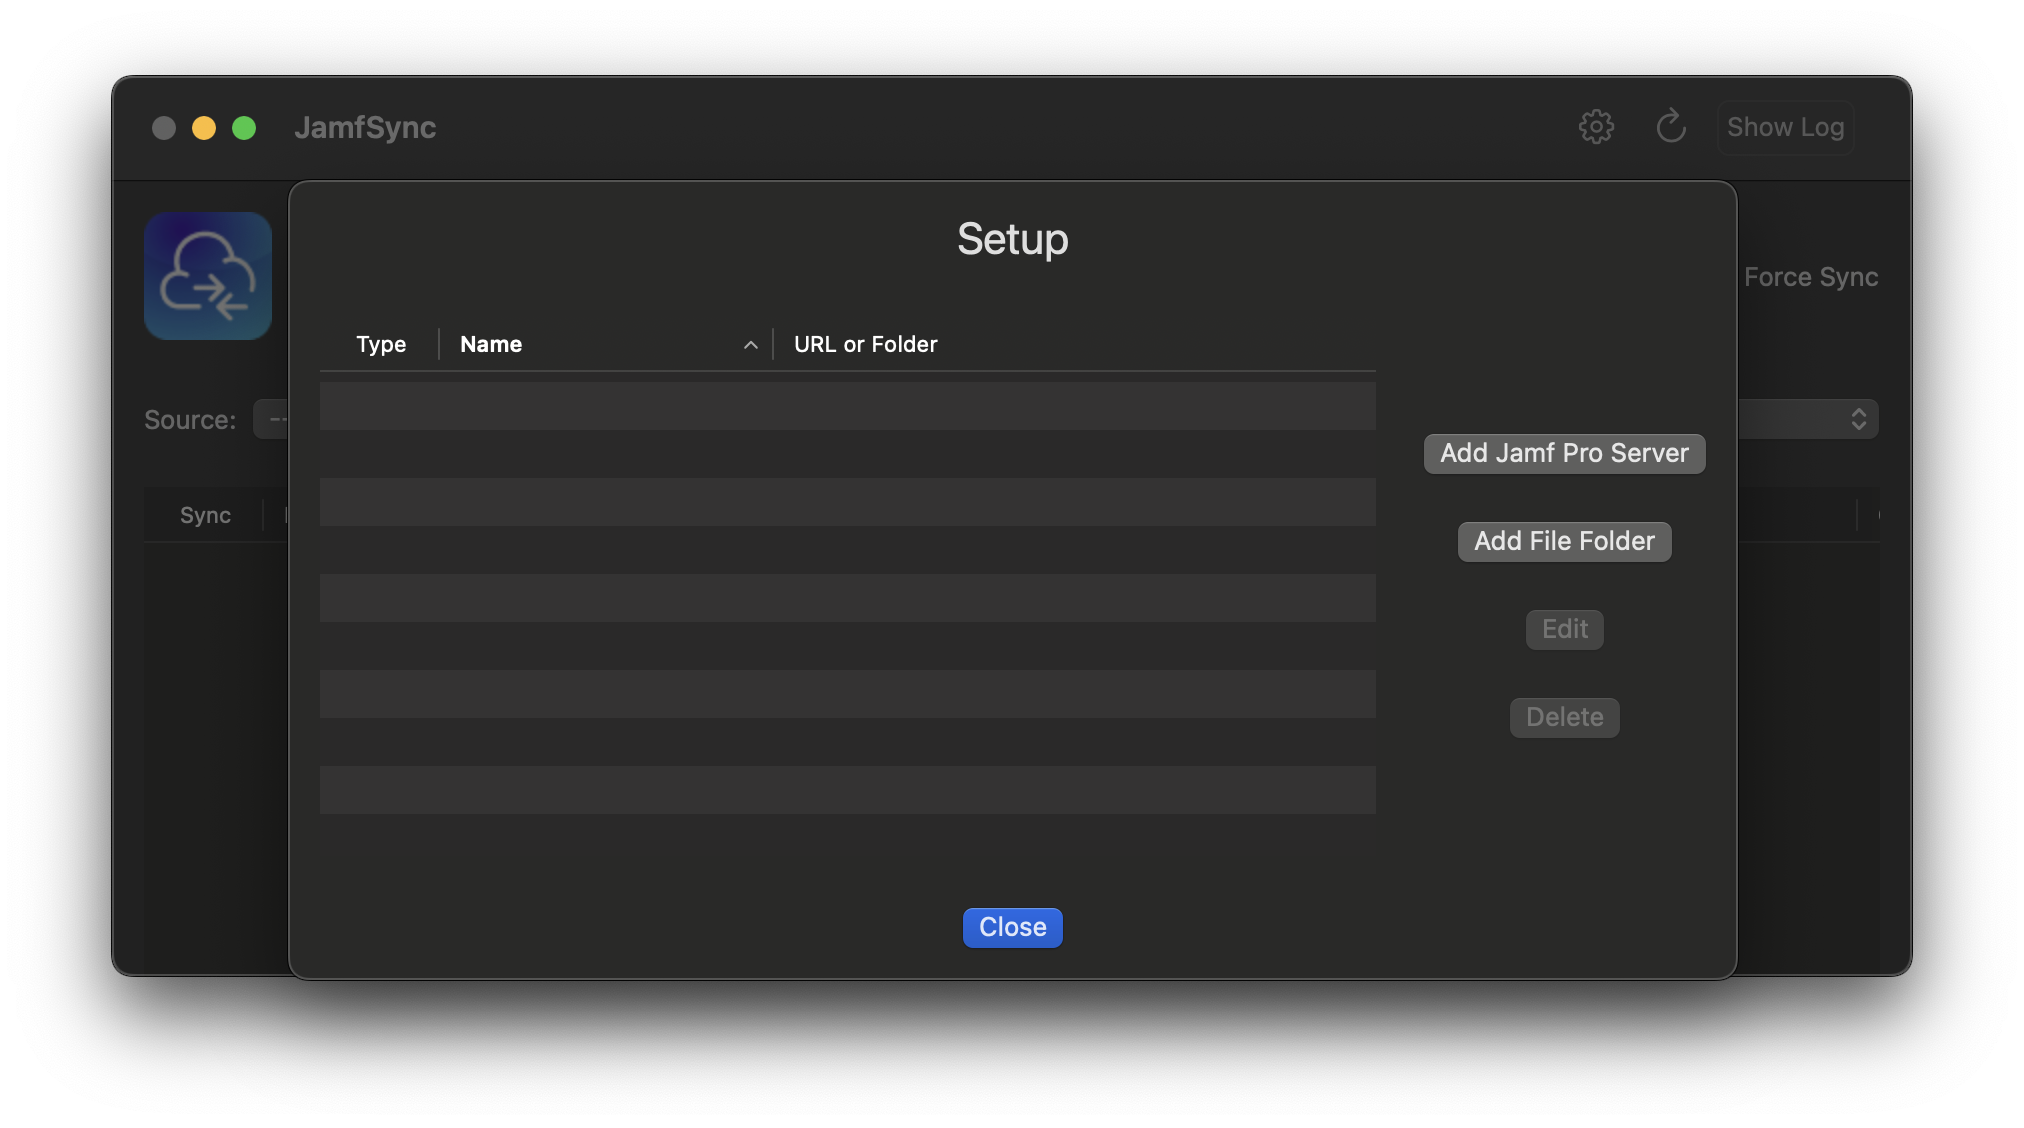 JamfSync
Show Log
Setup
Force Sync
Type
Name
URL or Folder
Source:
--
Add Jamf Pro Server
Sync
Add File Folder
Edit
Delete
Close